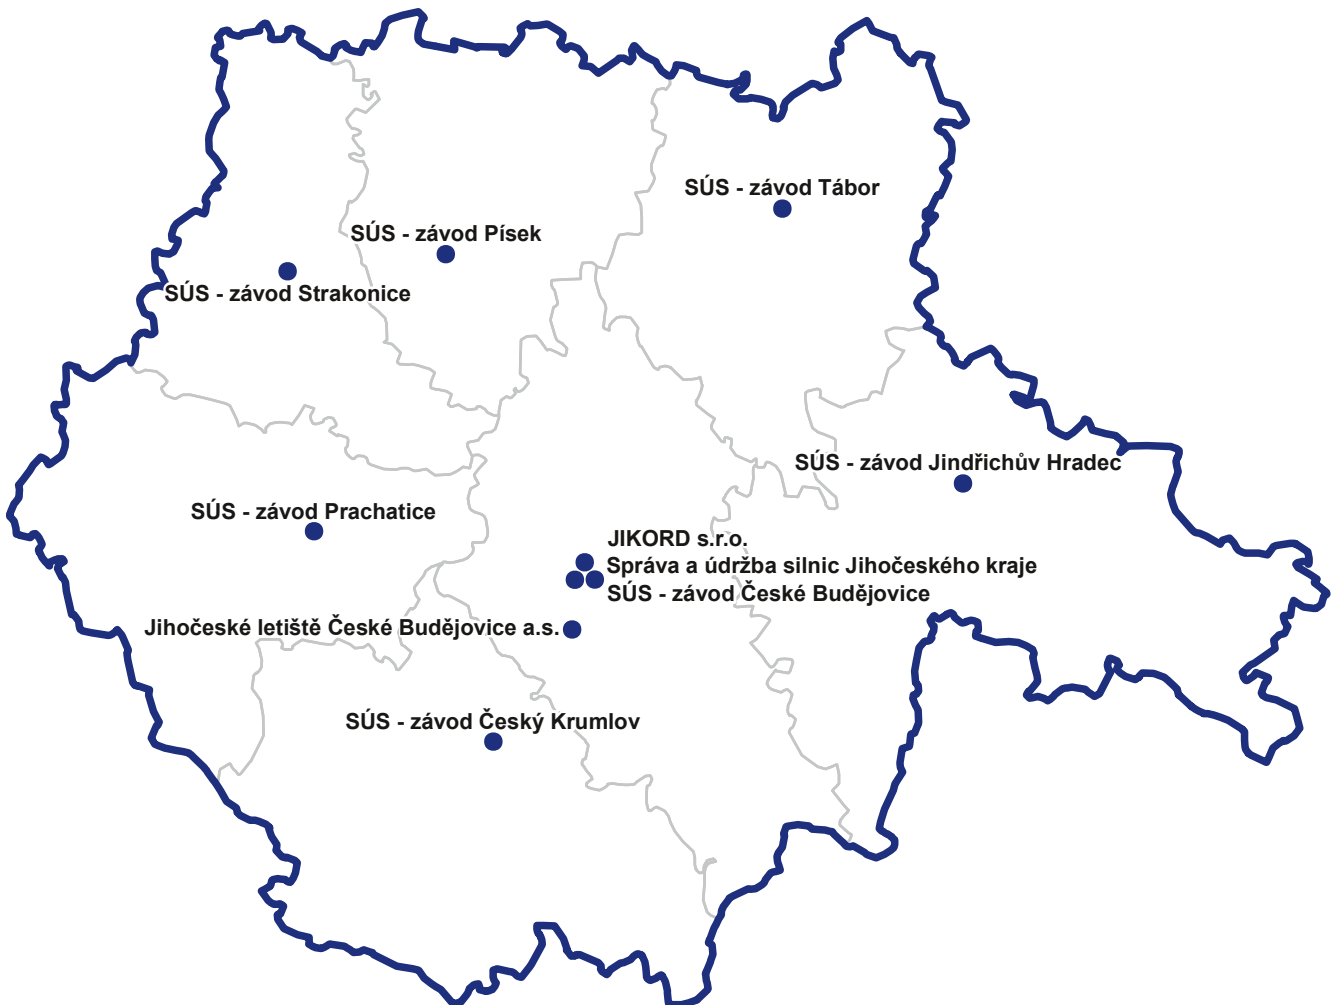 SÚS - závod Tábor
SÚS - závod Písek
SÚS - závod Strakonice
SÚS - závod Jindřichův Hradec
SÚS - závod Prachatice
JIKORD s.r.o.
Správa a údržba silnic Jihočeského kraje
SÚS - závod České Budějovice
Jihočeské letiště České Budějovice a.s.
SÚS - závod Český Krumlov